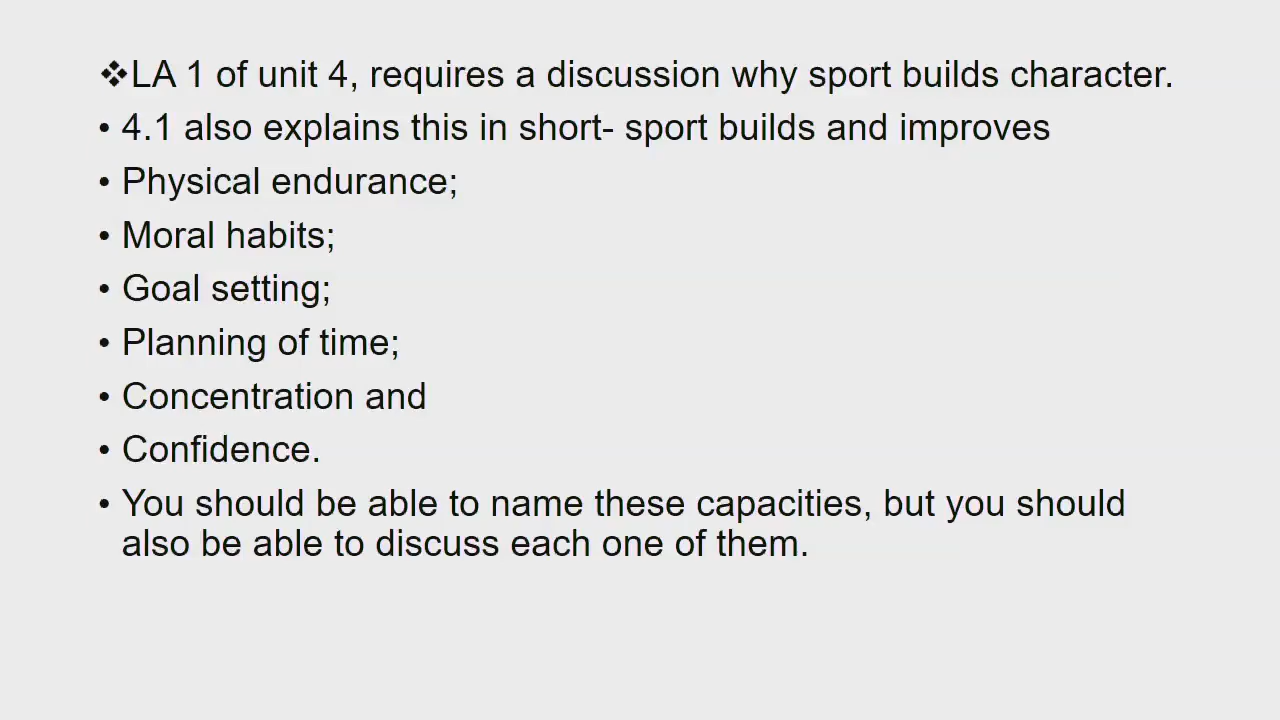 ❖LA 1 of unit 4, requires a discussion why sport builds character.
• 4.1 also explains this in short- sport builds and improves
• Physical endurance;
• Moral habits;
• Goal setting;
• Planning of time;
• Concentration and
• Confidence.
• You should be able to name these capacities, but you should
also be able to discuss each one of them.